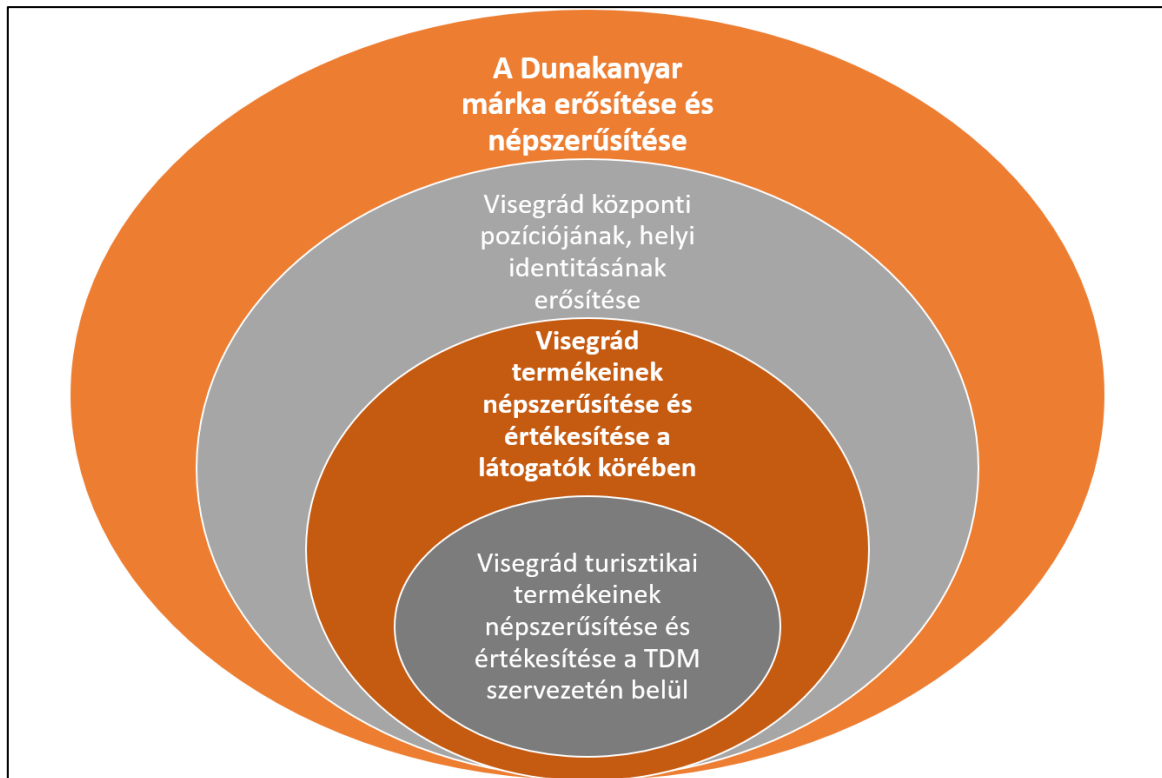 A Dunakanyar
márka erősítése és
népszerűsítése
Visegrád központi
pozíciójának, helyi
identitásának
erősítése
Visegrád
termékeinek
népszerűsítése és
értékesítése a
látogatók körében
Visegrád turisztikai
termékeinek
népszerűsítése és
értékesítése a TDM
szervezetén belül